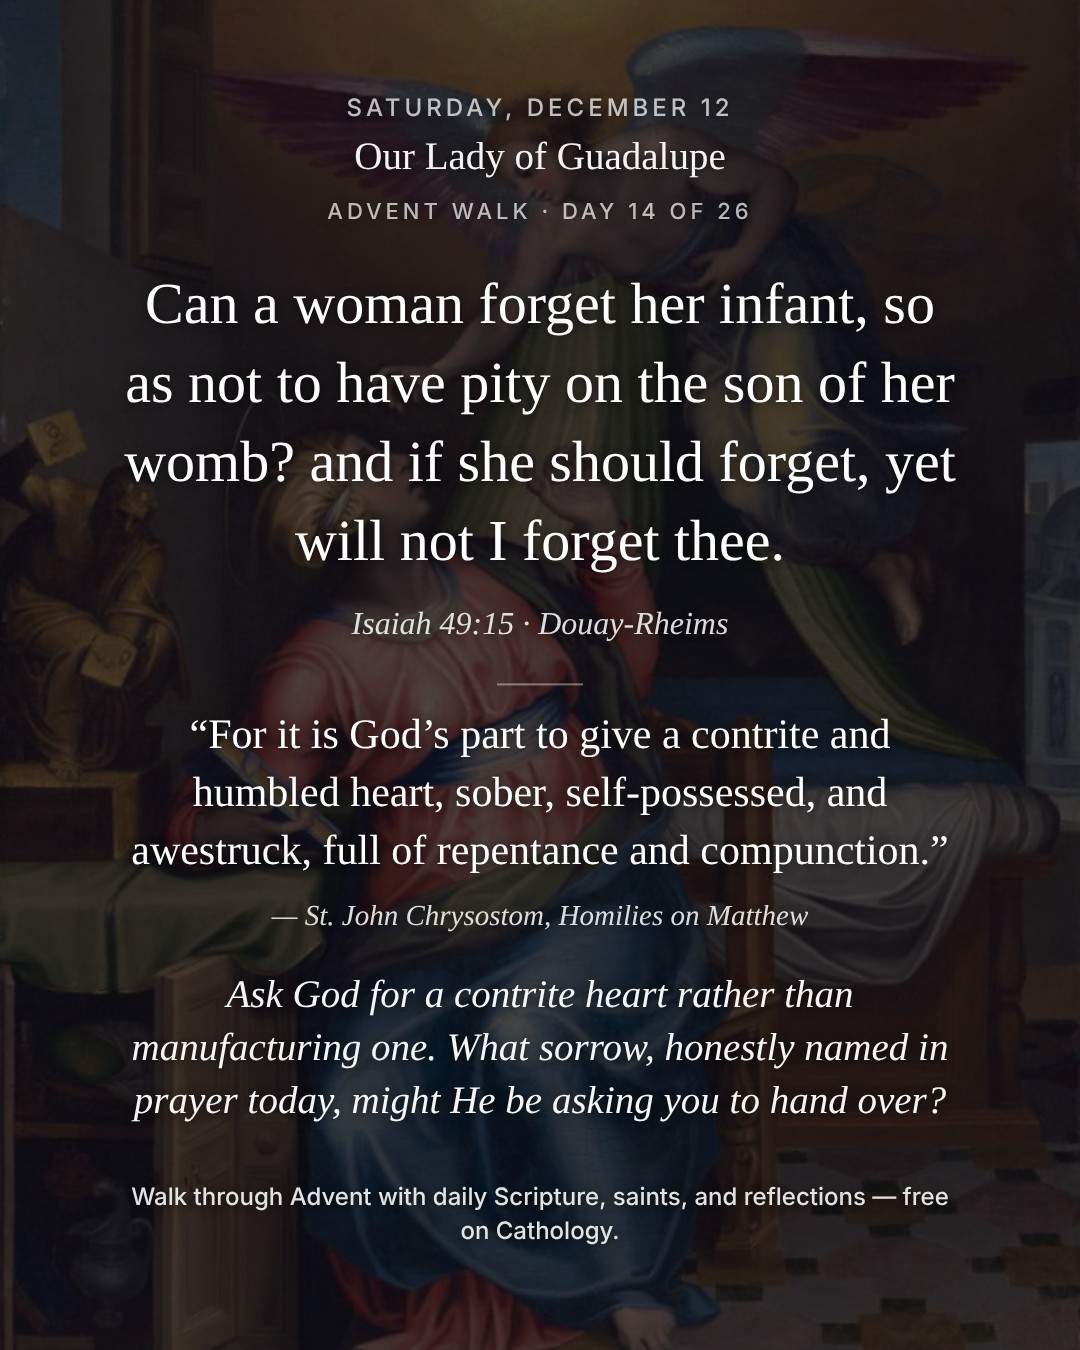 SATURDAY, DECEMBER 12
Our Lady of Guadalupe
ADVENT WALK · DAY 14 OF 26
Can a woman forget her infant, so
as not to have pity on the son of her
womb? and if she should forget, yet
will not I forget thee.
Isaiah 49:15 · Douay-Rheims
“For it is God’s part to give a contrite and
humbled heart, sober, self-possessed, and
awestruck, full of repentance and compunction.”
— St. John Chrysostom, Homilies on Matthew
Ask God for a contrite heart rather than
manufacturing one. What sorrow, honestly named in
prayer today, might He be asking you to hand over?
Walk through Advent with daily Scripture, saints, and reflections — free
on Cathology.